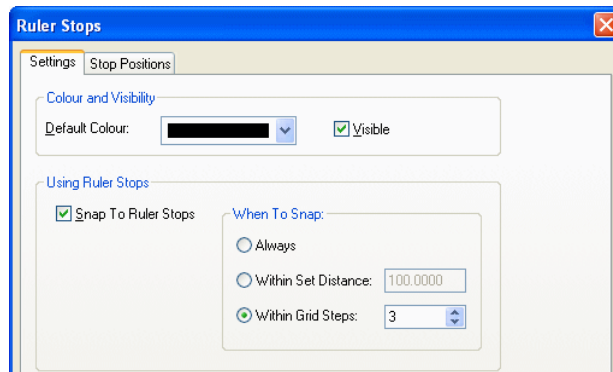 Ruler Stops
Settings
Stop Positions
Colour and Visibility
Default Colour:
Visible
Using Ruler Stops
Snap To Ruler Stops
When To Snap:
Always
Within Set Distance: 100.0000
Within Grid Steps: 3